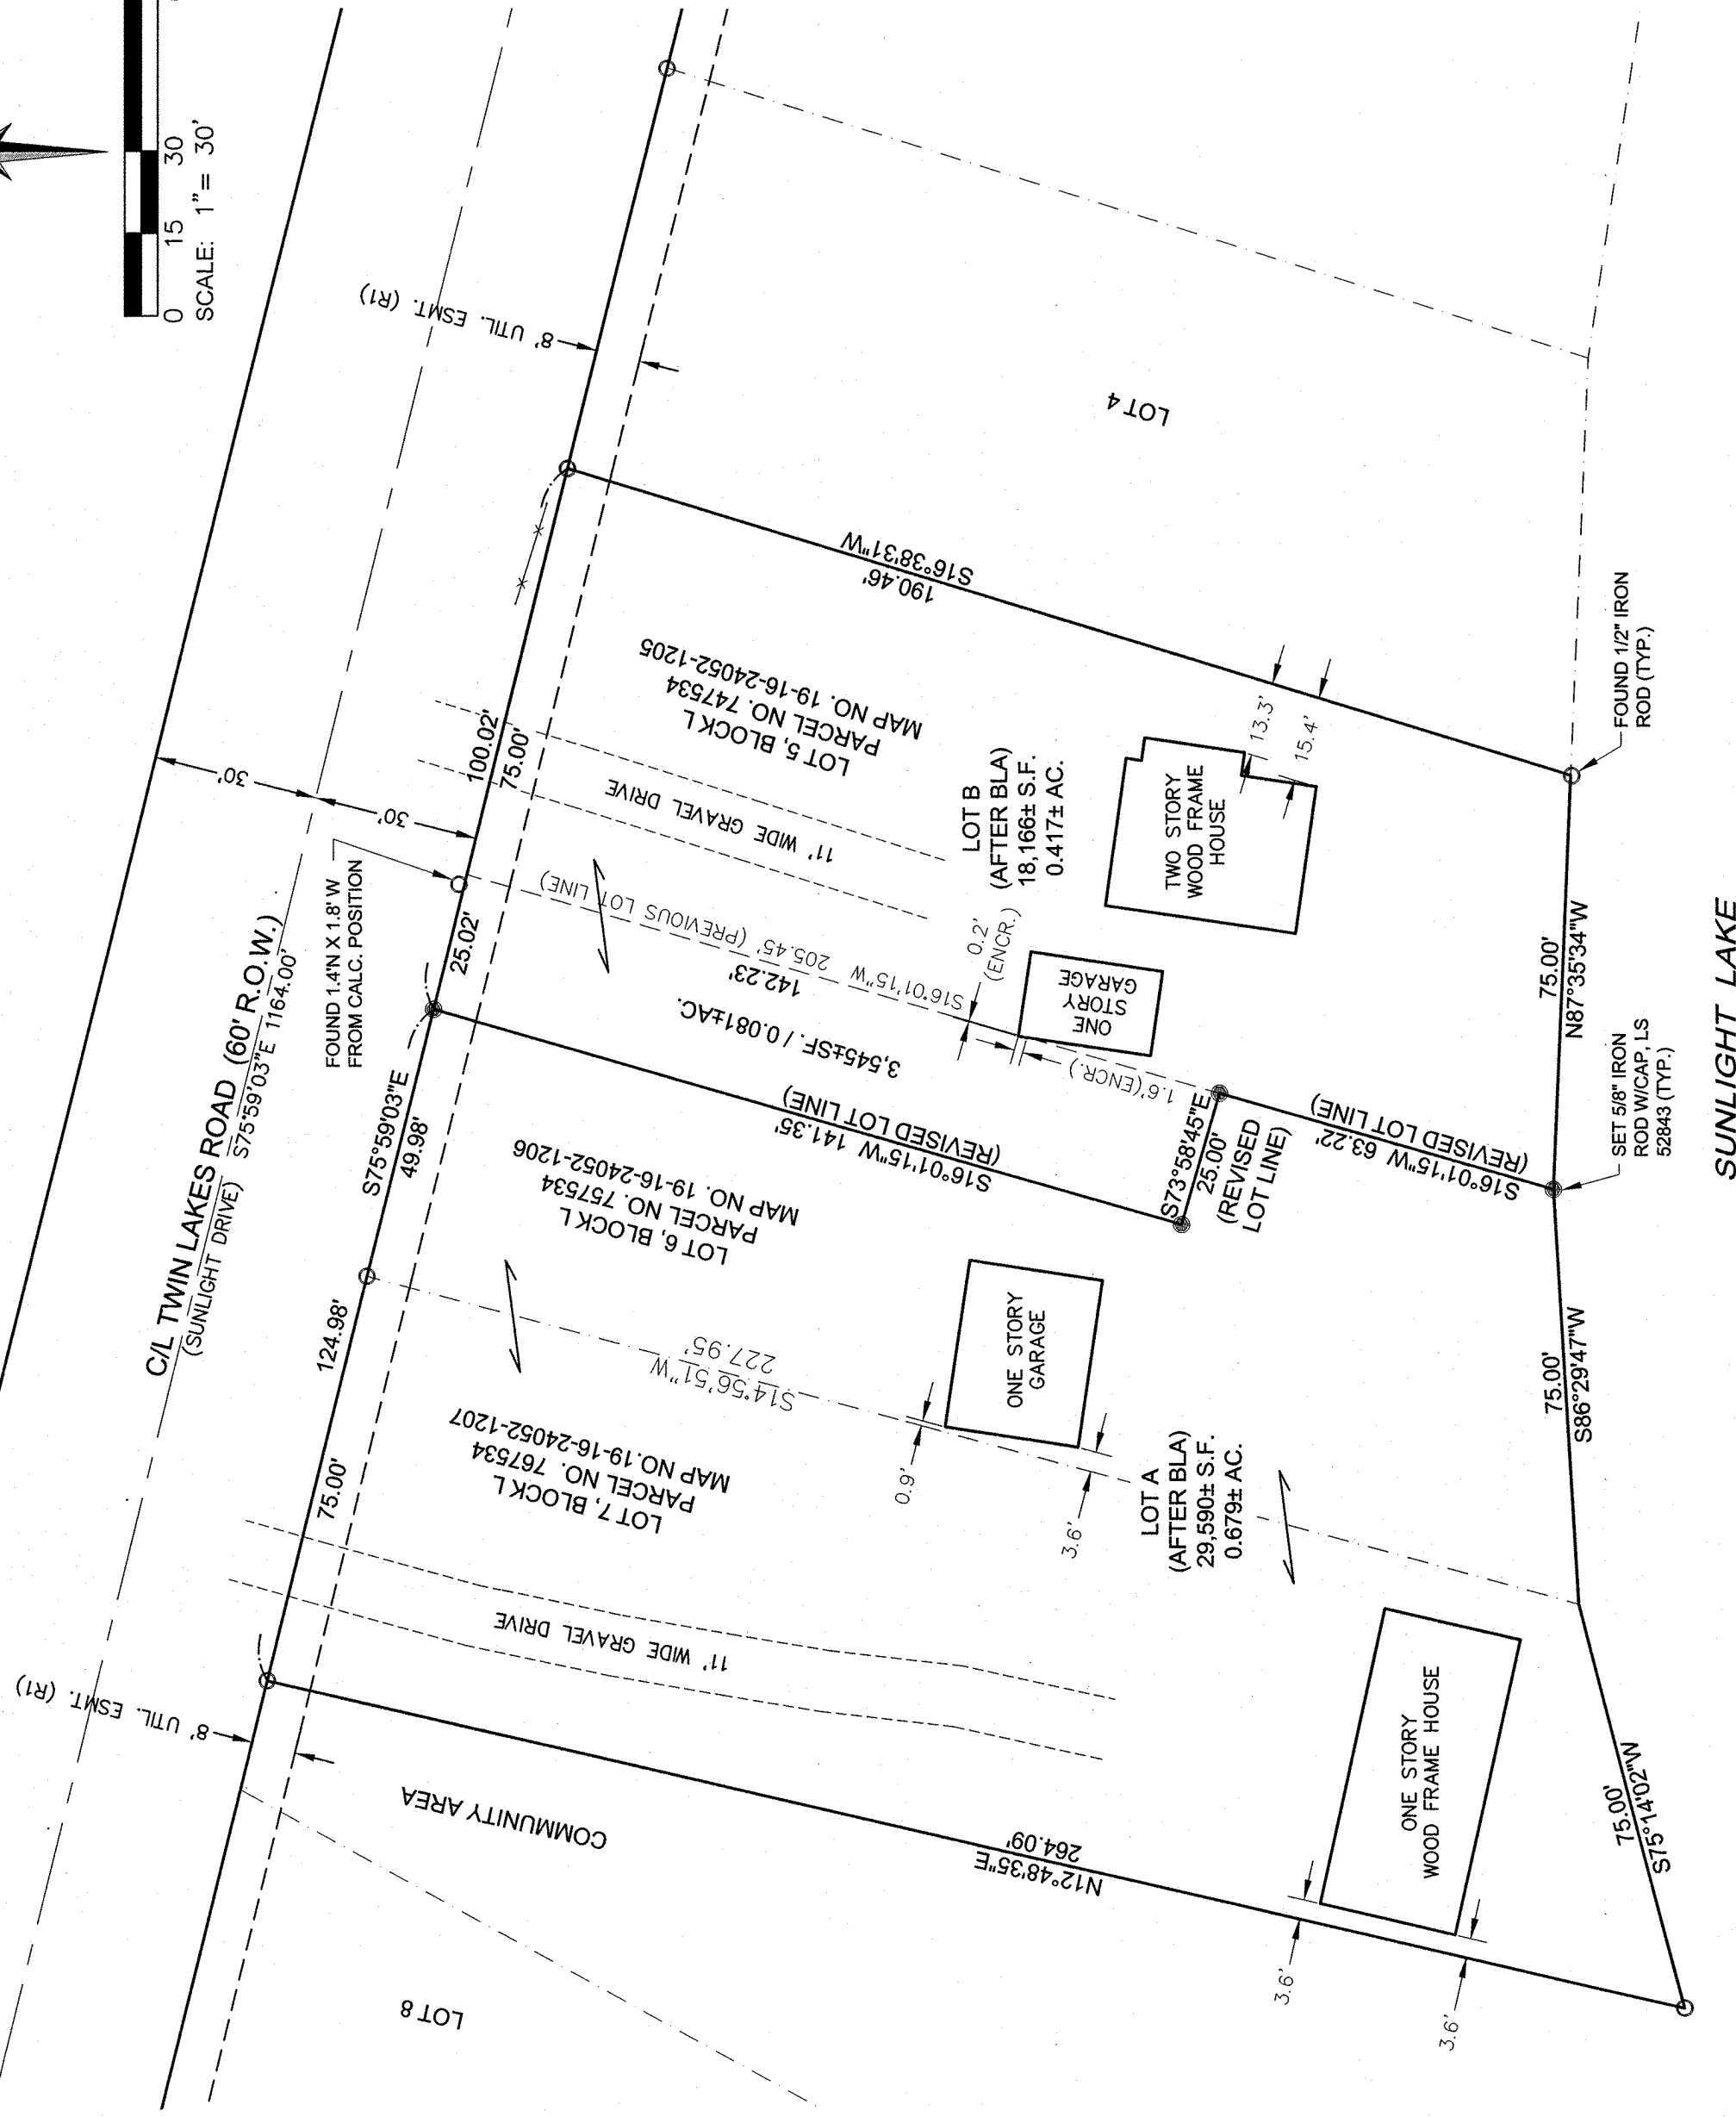 0 15 30
SCALE: 1"= 30'
8' UTIL. ESMT. (R1)
C/L TWIN LAKES ROAD (60' R.O.W.)
(SUNLIGHT DRIVE) S75°59'03"E 1164.00'
30'
30'
FOUND 1.4'N X 1.8' W
FROM CALC. POSITION
100.02'
75.00'
25.02'
S75°59'03"E
49.98'
124.98'
75.00'
8' UTIL. ESMT. (R1)
LOT 4
S16°38'31"W
190.46'
LOT 5, BLOCK L
PARCEL NO. 747534
MAP NO. 19-16-24052-1205
11' WIDE GRAVEL DRIVE
LOT B
(AFTER BLA)
18,166± S.F.
0.417± AC.
S16°01'15"W 205.45' (PREVIOUS LOT LINE)
142.23'
3,545±SF. / 0.081±AC.
0.2'
(ENCR.)
ONE
STORY
GARAGE
1.6'(ENCR.)
TWO STORY
WOOD FRAME
HOUSE
13.3'
15.4'
S16°01'15"W 141.35'
(REVISED LOT LINE)
S73°58'45"E
25.00'
(REVISED
LOT LINE)
S16°01'15"W 63.22'
(REVISED LOT LINE)
LOT 6, BLOCK L
PARCEL NO. 757534
MAP NO. 19-16-24052-1206
ONE STORY
GARAGE
S14°56'51"W
227.95'
0.9'
3.6'
LOT 7, BLOCK L
PARCEL NO. 767534
MAP NO.19-16-24052-1207
11' WIDE GRAVEL DRIVE
LOT A
(AFTER BLA)
29,590± S.F.
0.679± AC.
COMMUNITY AREA
LOT 8
N12°48'35"E
264.09'
ONE STORY
WOOD FRAME HOUSE
3.6'
3.6'
75.00'
S75°14'02"W
75.00'
S86°29'47"W
75.00'
N87°35'34"W
FOUND 1/2" IRON
ROD (TYP.)
SET 5/8" IRON
ROD W/CAP, LS
52843 (TYP.)
SUNLIGHT LAKE